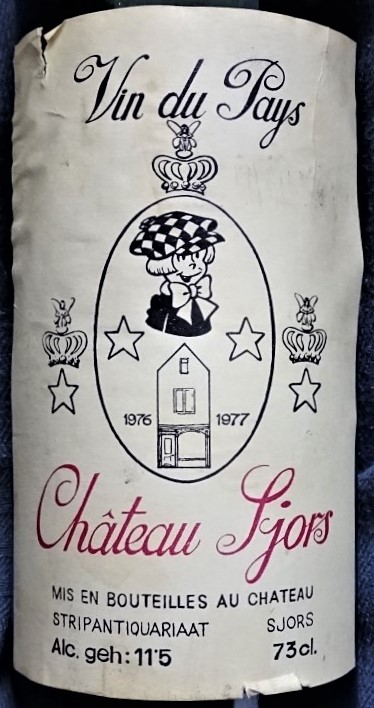 Vin du Pays
1976 1977
Château Sjors
MIS EN BOUTEILLES AU CHATEAU
STRIPANTIQUARIAAT SJORS
Alc. geh: 11'5 73cl.